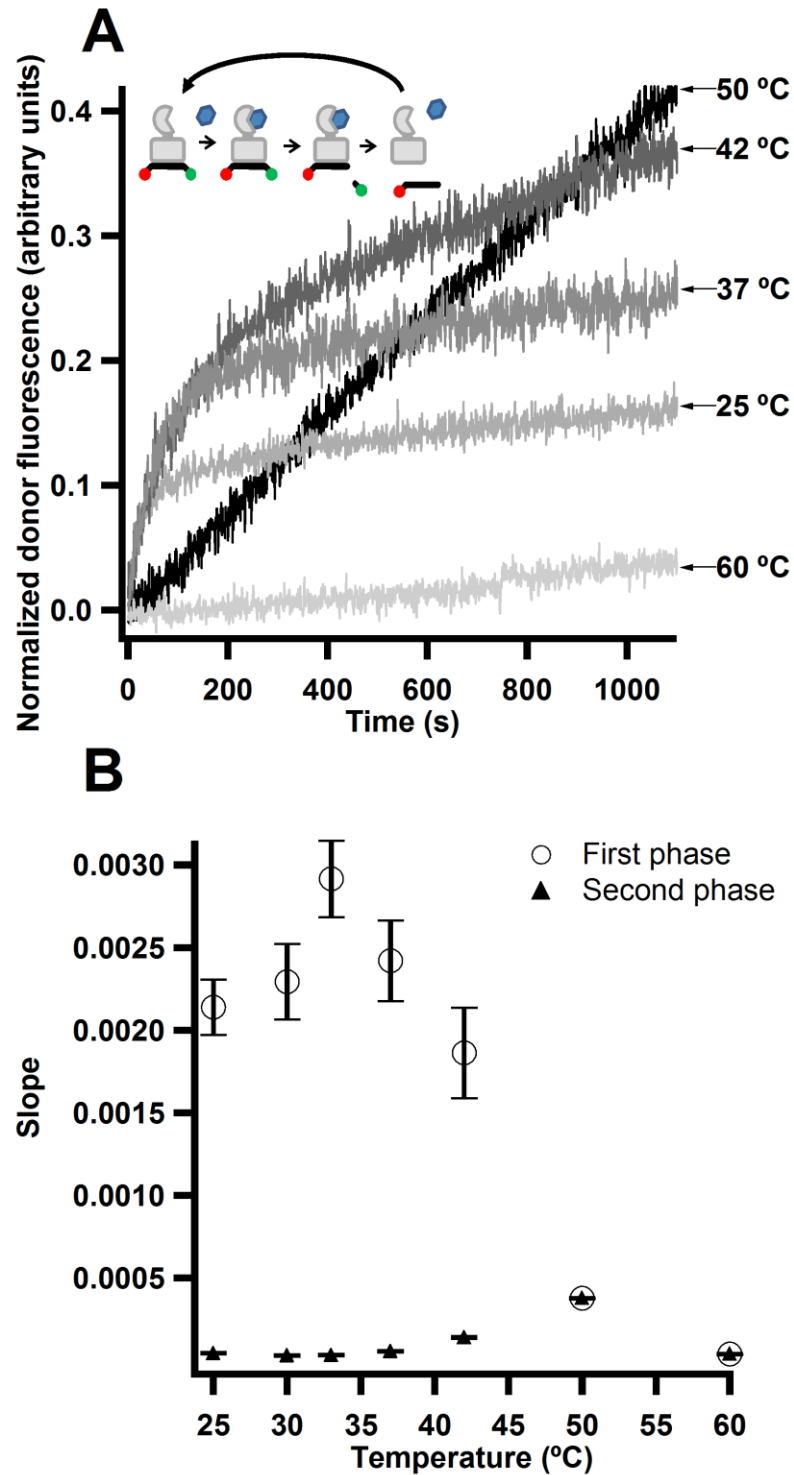 A
Normalized donor fluorescence (arbitrary units)
0.4
0.3
0.2
0.1
0.0
50 ºC
42 ºC
37 ºC
25 ºC
60 ºC
0 200 400 600 800 1000
Time (s)
B
Slope
0.0030
0.0025
0.0020
0.0015
0.0010
0.0005
First phase
Second phase
25 30 35 40 45 50 55 60
Temperature (ºC)